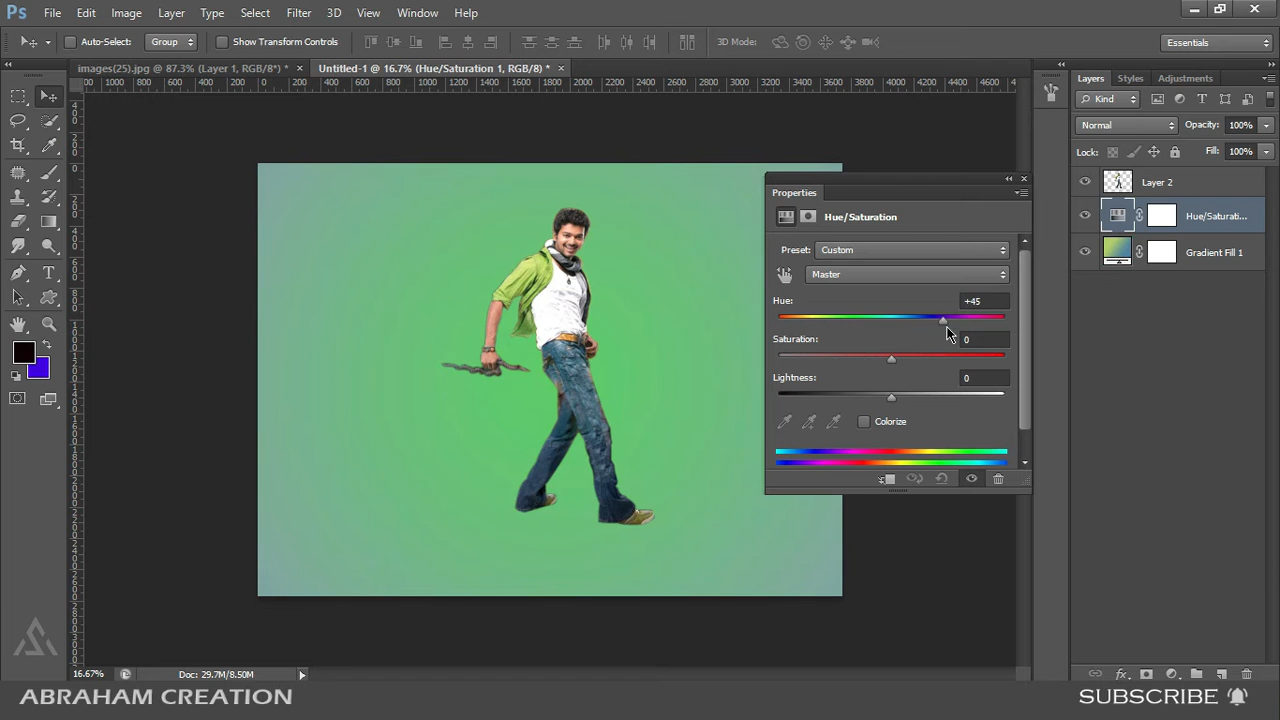 Ps File Edit Image Layer Type Select Filter 3D View Window Help
Auto-Select: Group Show Transform Controls 3D Mode: Essentials
images(25).jpg @ 87.3% (Layer 1, RGB/8*) * × Untitled-1 @ 16.7% (Hue/Saturation 1, RGB/8) * ×
Layers Styles Adjustments
Kind
Normal Opacity: 100%
Lock: Fill: 100%
Layer 2
Hue/Saturati...
Gradient Fill 1
Properties
Hue/Saturation
Preset: Custom
Master
Hue: +45
Saturation: 0
Lightness: 0
Colorize
16.67% Doc: 29.7M/8.50M
ABRAHAM CREATION SUBSCRIBE